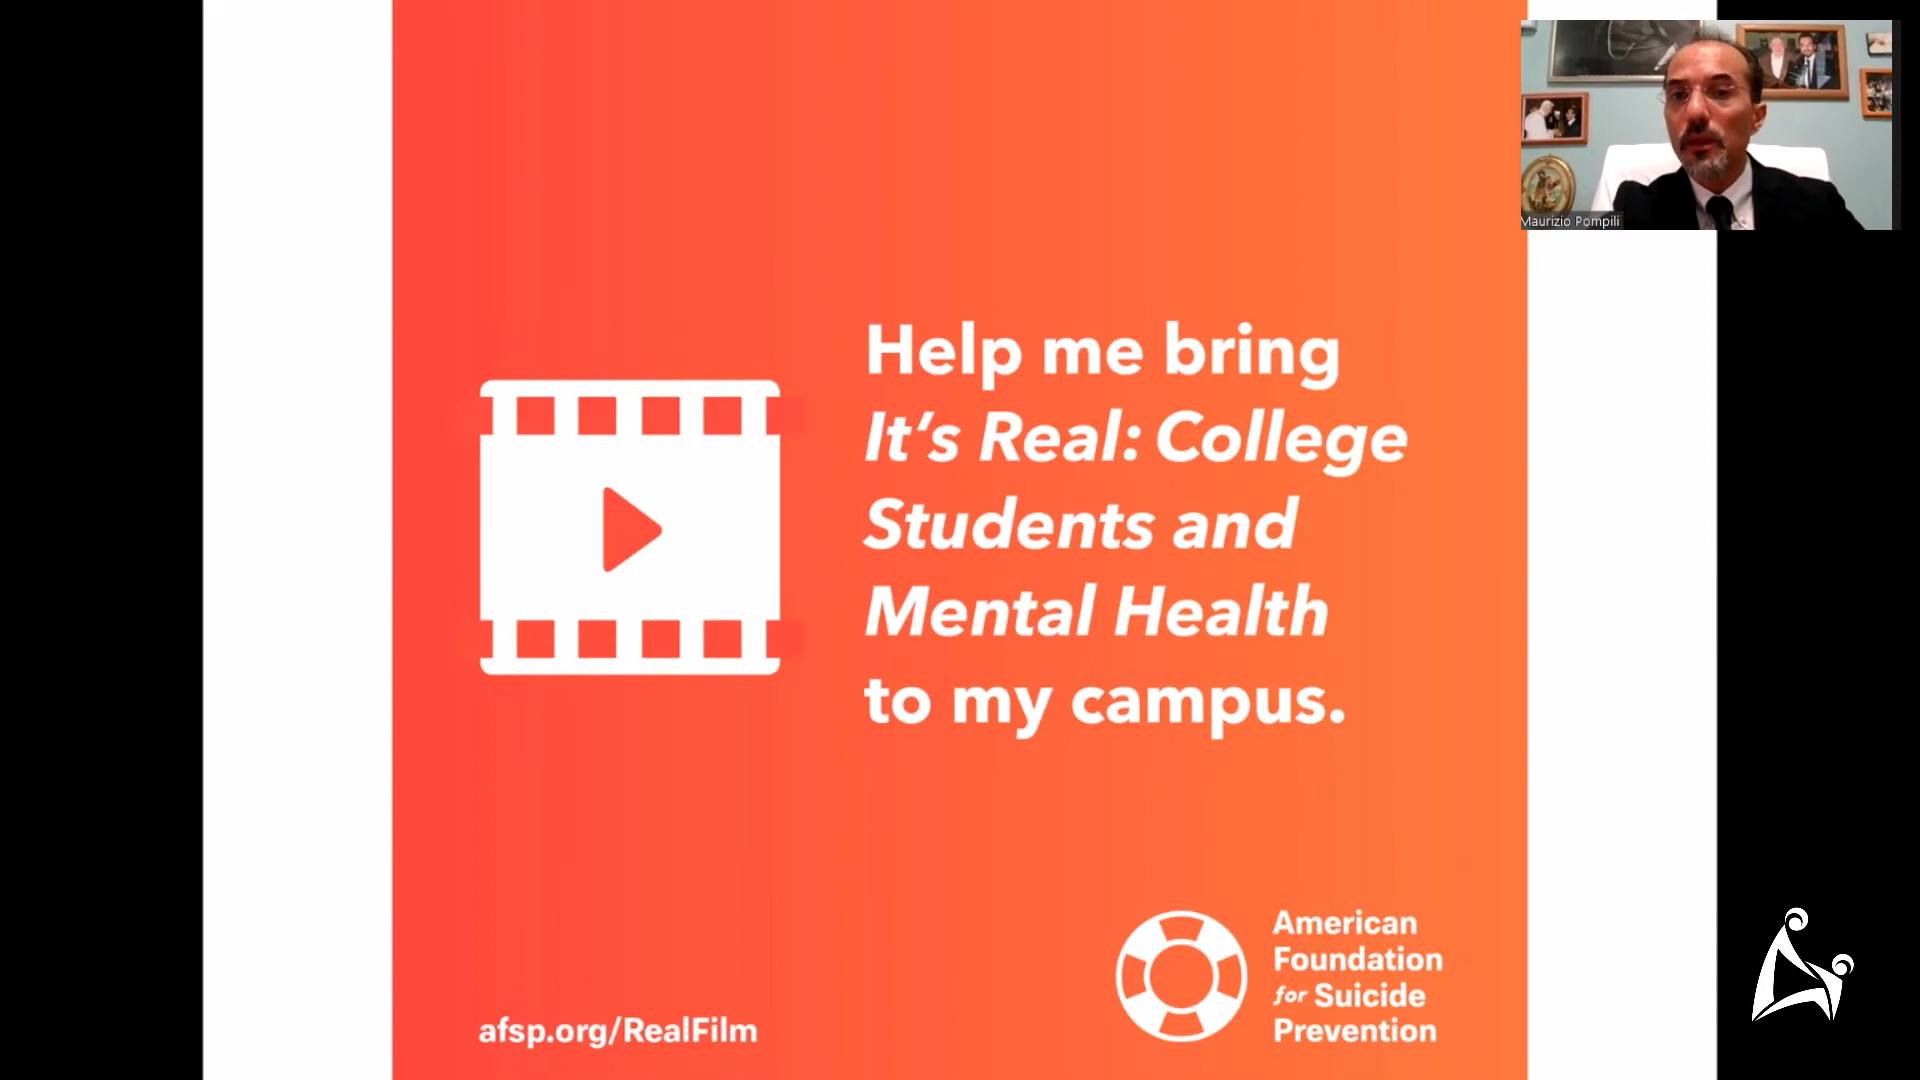 Maurizio Pompili
Help me bring
It's Real: College
Students and
Mental Health
to my campus.
afsp.org/RealFilm
American
Foundation
for Suicide
Prevention